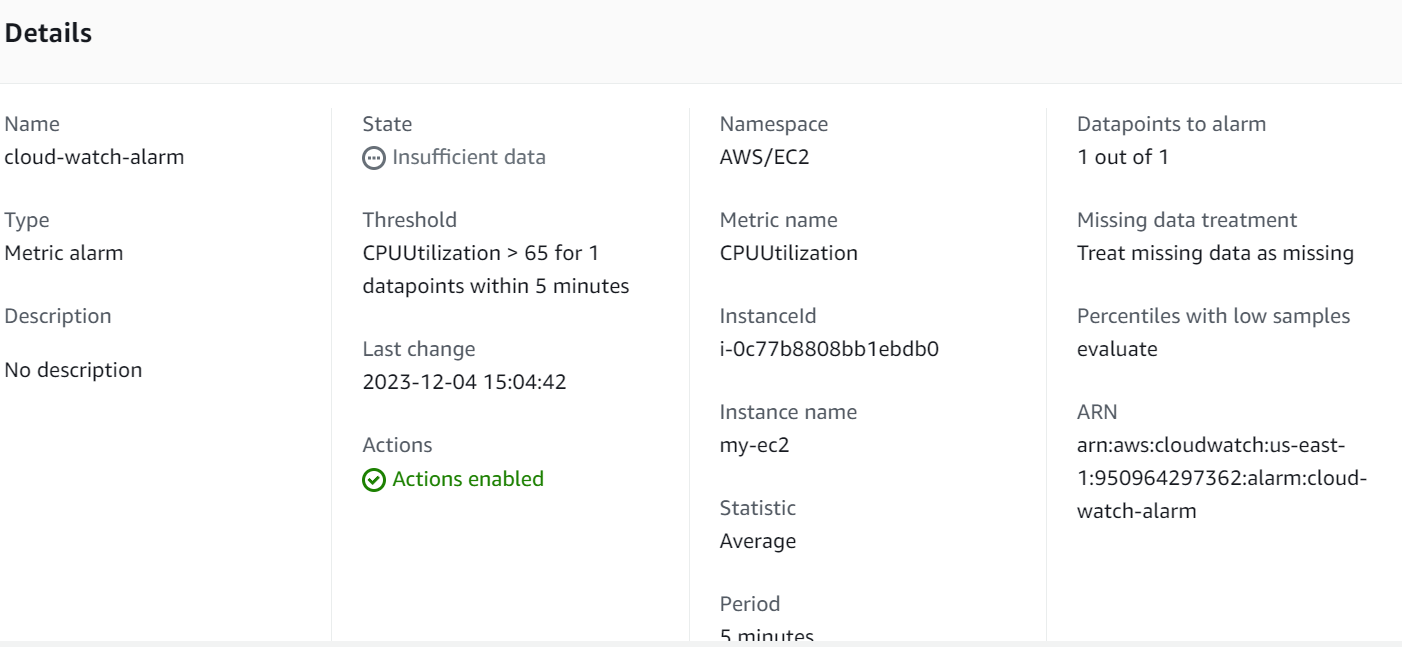 Details
Name
cloud-watch-alarm
Type
Metric alarm
Description
No description
State
Insufficient data
Threshold
CPUUtilization > 65 for 1
datapoints within 5 minutes
Last change
2023-12-04 15:04:42
Actions
Actions enabled
Namespace
AWS/EC2
Metric name
CPUUtilization
InstanceId
i-0c77b8808bb1ebdb0
Instance name
my-ec2
Statistic
Average
Period
5 minutes
Datapoints to alarm
1 out of 1
Missing data treatment
Treat missing data as missing
Percentiles with low samples
evaluate
ARN
arn:aws:cloudwatch:us-east-
1:950964297362:alarm:cloud-
watch-alarm